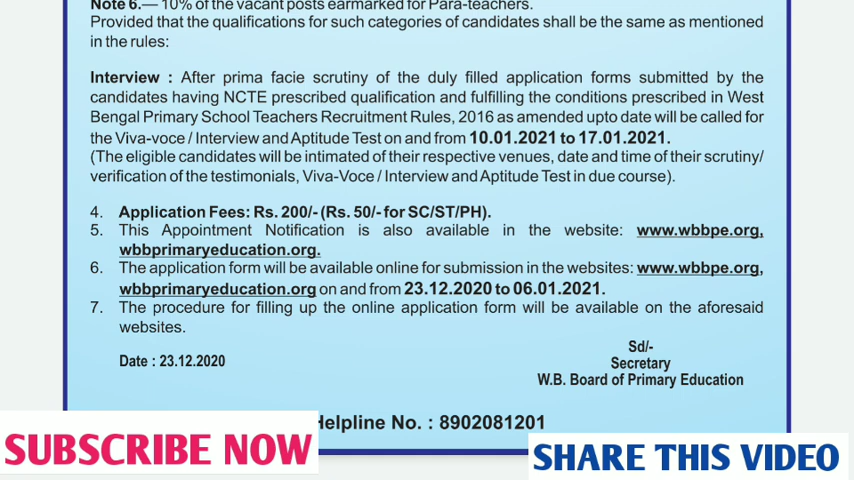 Note 6.— 10% of the vacant posts earmarked for Para-teachers.
Provided that the qualifications for such categories of candidates shall be the same as mentioned
in the rules:
Interview : After prima facie scrutiny of the duly filled application forms submitted by the
candidates having NCTE prescribed qualification and fulfilling the conditions prescribed in West
Bengal Primary School Teachers Recruitment Rules, 2016 as amended upto date will be called for
the Viva-voce / Interview and Aptitude Test on and from 10.01.2021 to 17.01.2021.
(The eligible candidates will be intimated of their respective venues, date and time of their scrutiny/
verification of the testimonials, Viva-Voce / Interview and Aptitude Test in due course).
4. Application Fees: Rs. 200/- (Rs. 50/- for SC/ST/PH).
5. This Appointment Notification is also available in the website: www.wbbpe.org,
wbbprimaryeducation.org.
6. The application form will be available online for submission in the websites: www.wbbpe.org,
wbbprimaryeducation.org on and from 23.12.2020 to 06.01.2021.
7. The procedure for filling up the online application form will be available on the aforesaid
websites.
Sd/-
Date : 23.12.2020
Secretary
W.B. Board of Primary Education
Helpline No. : 8902081201
SUBSCRIBE NOW
SHARE THIS VIDEO